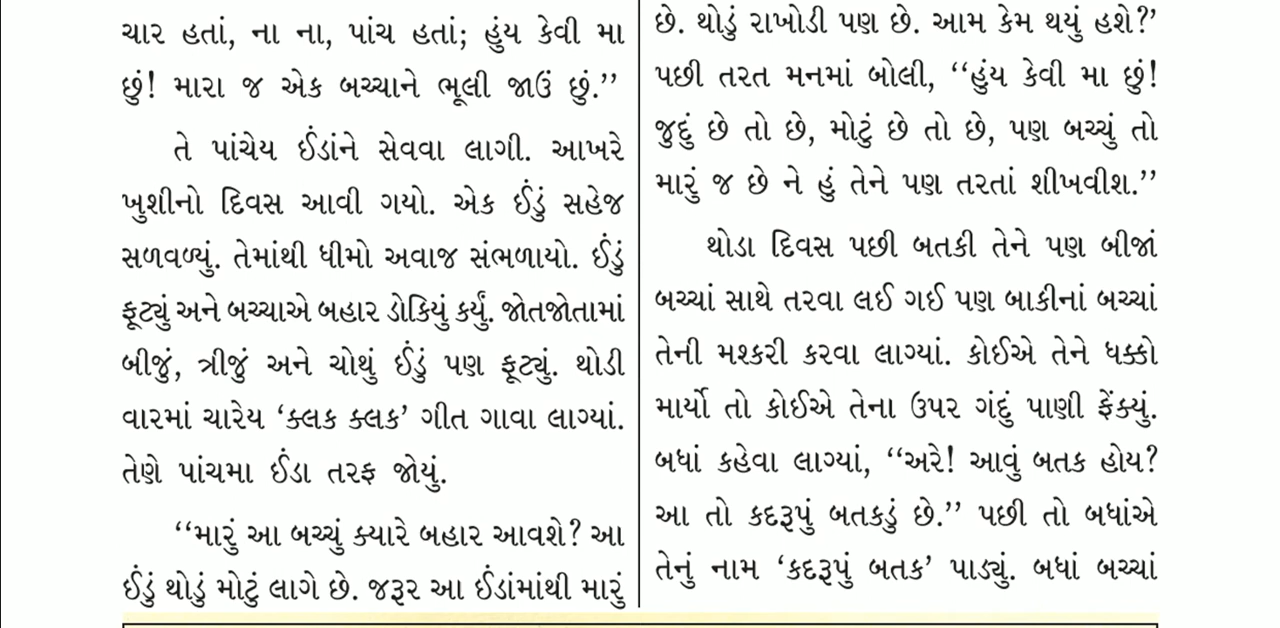 ચાર હતાં, ના ના, પાંચ હતાં; હુંય કેવી મા
છું! મારા જ એક બચ્ચાને ભૂલી જાઉં છું.’’
તે પાંચેય ઈંડાંને સેવવા લાગી. આખરે
ખુશીનો દિવસ આવી ગયો. એક ઈંડું સહેજ
સળવળ્યું. તેમાંથી ધીમો અવાજ સંભળાયો. ઈંડું
ફૂટ્યું અને બચ્ચાએ બહાર ડોકિયું કર્યું. જોતજોતામાં
બીજું, ત્રીજું અને ચોથું ઈંડું પણ ફૂટ્યું. થોડી
વારમાં ચારેય ‘ક્લક ક્લક’ ગીત ગાવા લાગ્યાં.
તેણે પાંચમા ઈંડા તરફ જોયું.
‘‘મારું આ બચ્ચું ક્યારે બહાર આવશે? આ
ઈંડું થોડું મોટું લાગે છે. જરૂર આ ઈંડાંમાંથી મારું
છે. થોડું રાખોડી પણ છે. આમ કેમ થયું હશે?’
પછી તરત મનમાં બોલી, ‘‘હુંય કેવી મા છું!
જુદું છે તો છે, મોટું છે તો છે, પણ બચ્ચું તો
મારું જ છે ને હું તેને પણ તરતાં શીખવીશ.’’
થોડા દિવસ પછી બતકી તેને પણ બીજાં
બચ્ચાં સાથે તરવા લઈ ગઈ પણ બાકીનાં બચ્ચાં
તેની મશ્કરી કરવા લાગ્યાં. કોઈએ તેને ધક્કો
માર્યો તો કોઈએ તેના ઉપર ગંદું પાણી ફેંક્યું.
બધાં કહેવા લાગ્યાં, ‘‘અરે! આવું બતક હોય?
આ તો કદરૂપું બતકડું છે.’’ પછી તો બધાંએ
તેનું નામ ‘કદરૂપું બતક’ પાડ્યું. બધાં બચ્ચાં